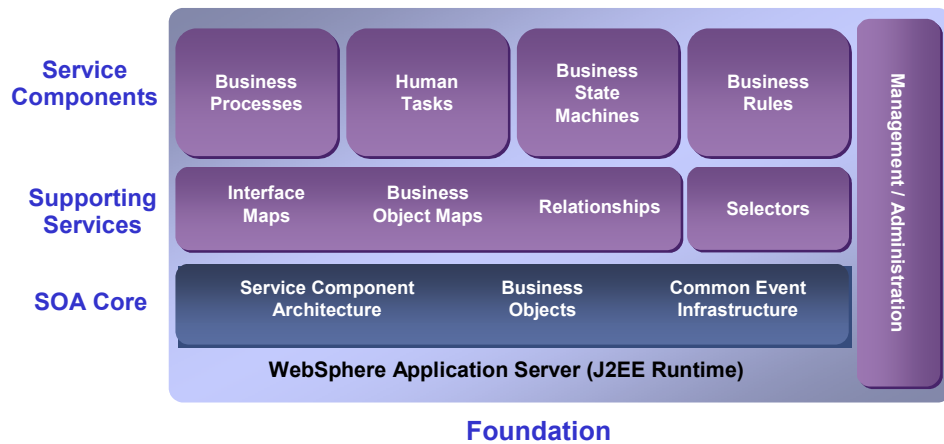 Service
Components
Business
Processes
Human
Tasks
Business
State
Machines
Business
Rules
Management / Administration
Supporting
Services
Interface
Maps
Business
Object Maps
Relationships
Selectors
SOA Core
Service Component
Architecture
Business
Objects
Common Event
Infrastructure
WebSphere Application Server (J2EE Runtime)
Foundation